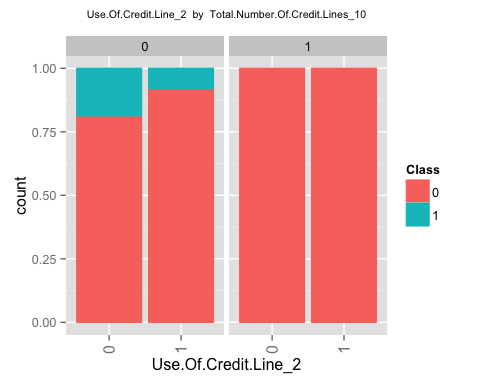 Use.Of.Credit.Line_2 by Total.Number.Of.Credit.Lines_10
0 1
1.00
0.75
0.50
0.25
0.00
count
0 1 0 1
Use.Of.Credit.Line_2
Class
0
1